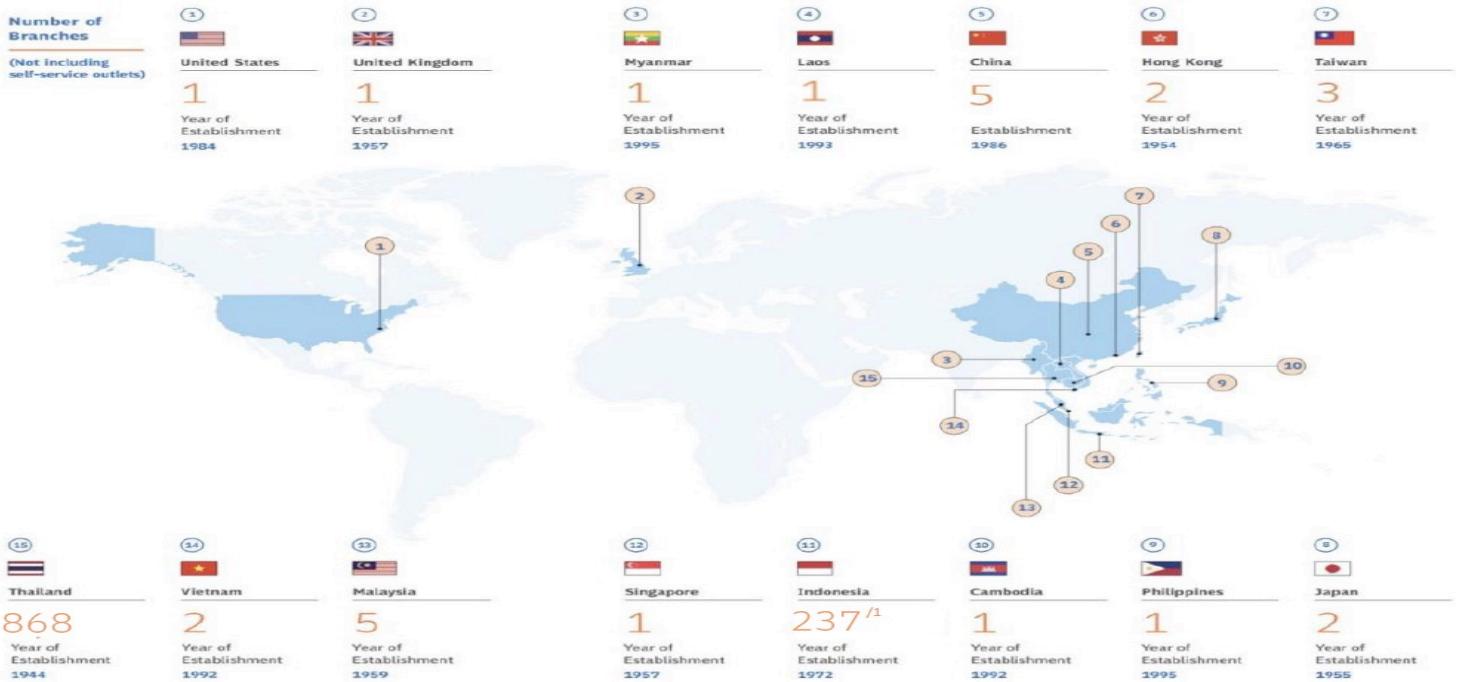 Number of
Branches
(Not including
self-service outlets)
1
United States
1
Year of
Establishment
1984
2
United Kingdom
1
Year of
Establishment
1957
3
Myanmar
1
Year of
Establishment
1995
4
Laos
1
Year of
Establishment
1993
5
China
5
Establishment
1986
6
Hong Kong
2
Year of
Establishment
1954
7
Taiwan
3
Year of
Establishment
1965
1
2
3
4
5
6
7
8
9
10
11
12
13
14
15
15
Thailand
868
Year of
Establishment
1944
14
Vietnam
2
Year of
Establishment
1992
13
Malaysia
5
Year of
Establishment
1959
12
Singapore
1
Year of
Establishment
1957
11
Indonesia
237/1
Year of
Establishment
1972
10
Cambodia
1
Year of
Establishment
1992
9
Philippines
1
Year of
Establishment
1995
8
Japan
2
Year of
Establishment
1955